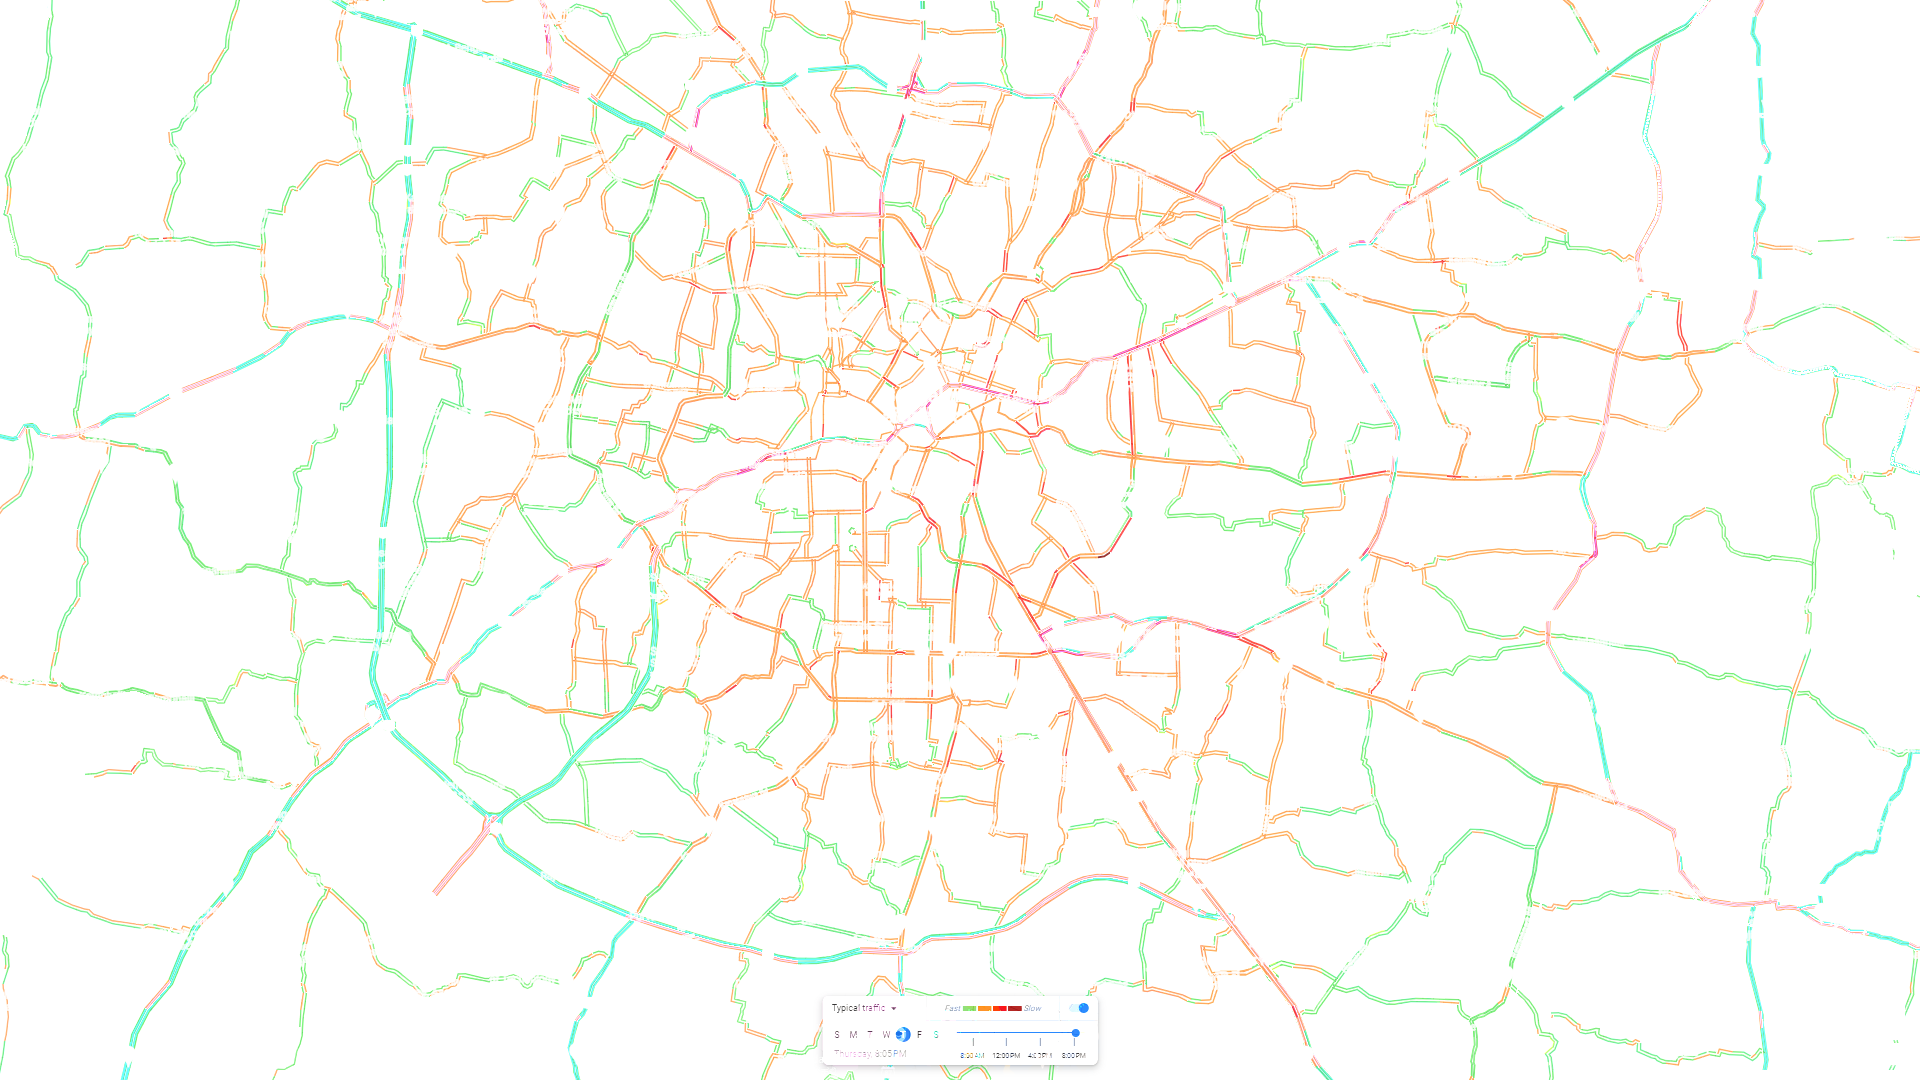 Typical traffic
Fast Slow
S M T W F S
Thursday, 8:05 PM
8:00 AM 12:00 PM 4:00 PM 8:00 PM